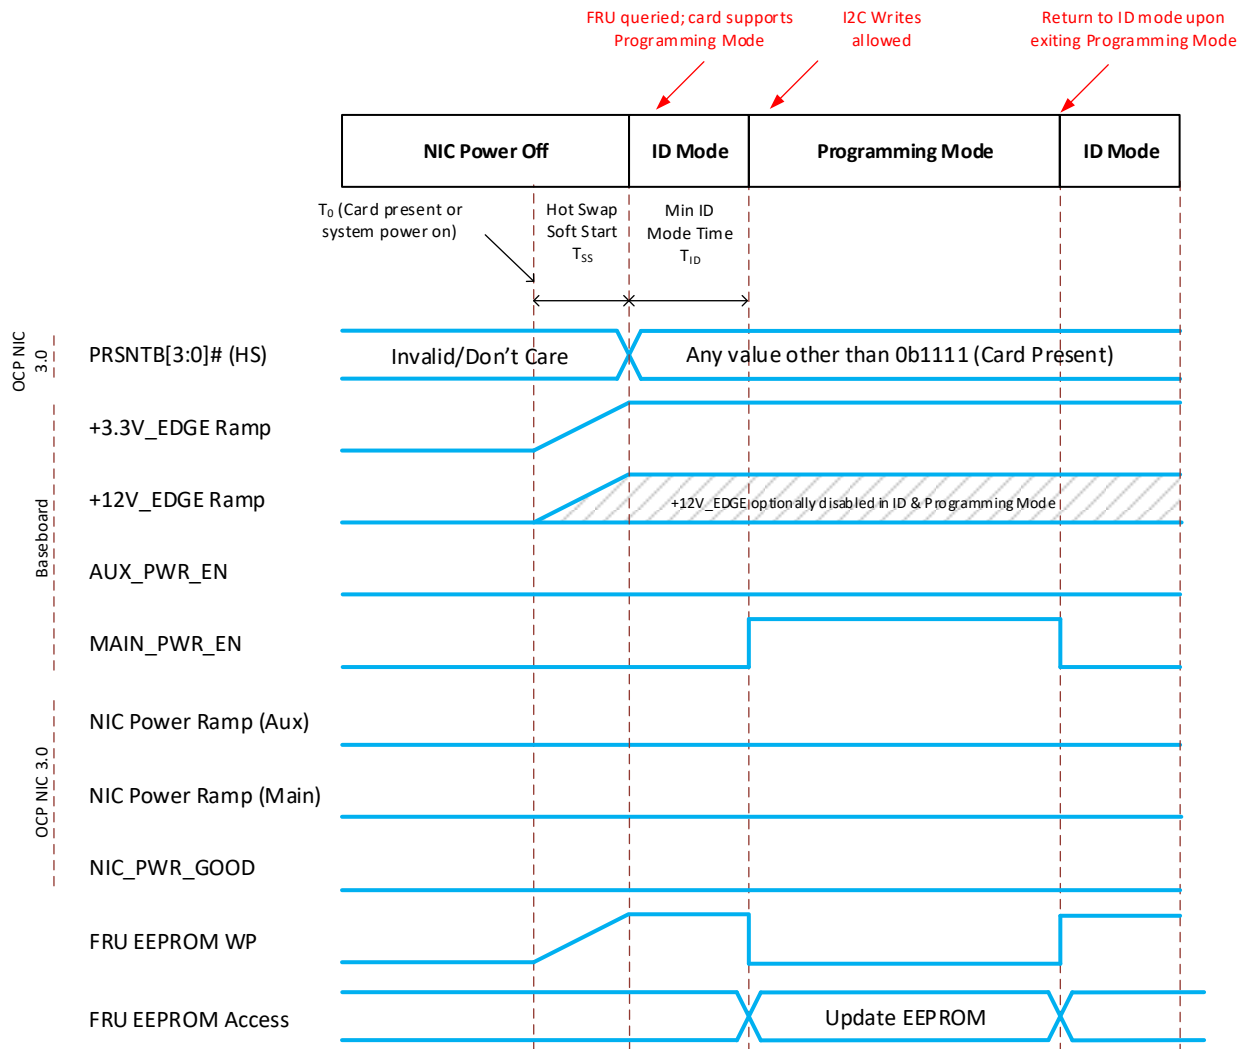 FRU queried; card supports
Programming Mode
I2C Writes
allowed
Return to ID mode upon
exiting Programming Mode
NIC Power Off
ID Mode
Programming Mode
ID Mode
T0 (Card present or
system power on)
Hot Swap
Soft Start
TSS
Min ID
Mode Time
TID
OCP NIC
3.0
PRSNTB[3:0]# (HS)
Invalid/Don't Care
Any value other than 0b1111 (Card Present)
Baseboard
+3.3V_EDGE Ramp
+12V_EDGE Ramp
+12V_EDGE optionally disabled in ID & Programming Mode
AUX_PWR_EN
MAIN_PWR_EN
OCP NIC 3.0
NIC Power Ramp (Aux)
NIC Power Ramp (Main)
NIC_PWR_GOOD
FRU EEPROM WP
FRU EEPROM Access
Update EEPROM